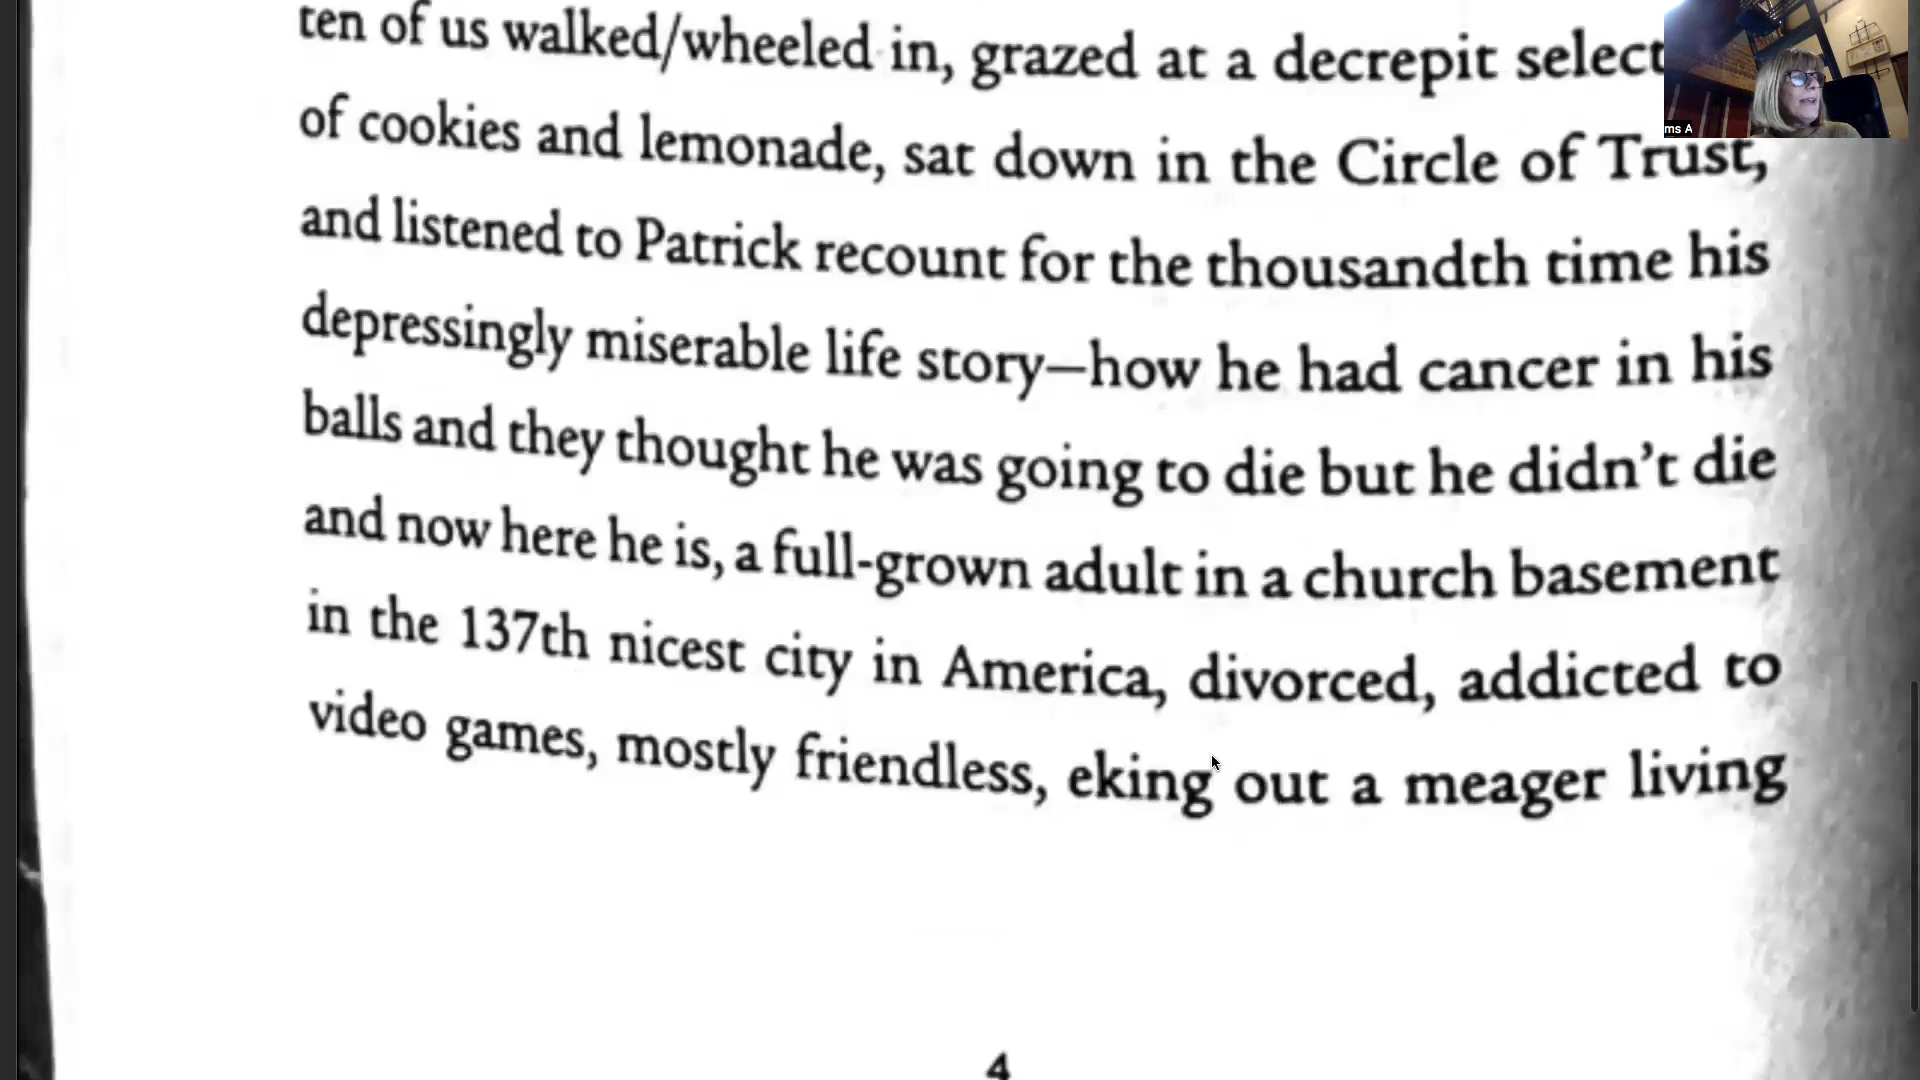 ten of us walked/wheeled in, grazed at a decrepit select
of cookies and lemonade, sat down in the Circle of Trust,
and listened to Patrick recount for the thousandth time his
depressingly miserable life story—how he had cancer in his
balls and they thought he was going to die but he didn't die
and now here he is, a full-grown adult in a church basement
in the 137th nicest city in America, divorced, addicted to
video games, mostly friendless, eking out a meager living
4
ms A